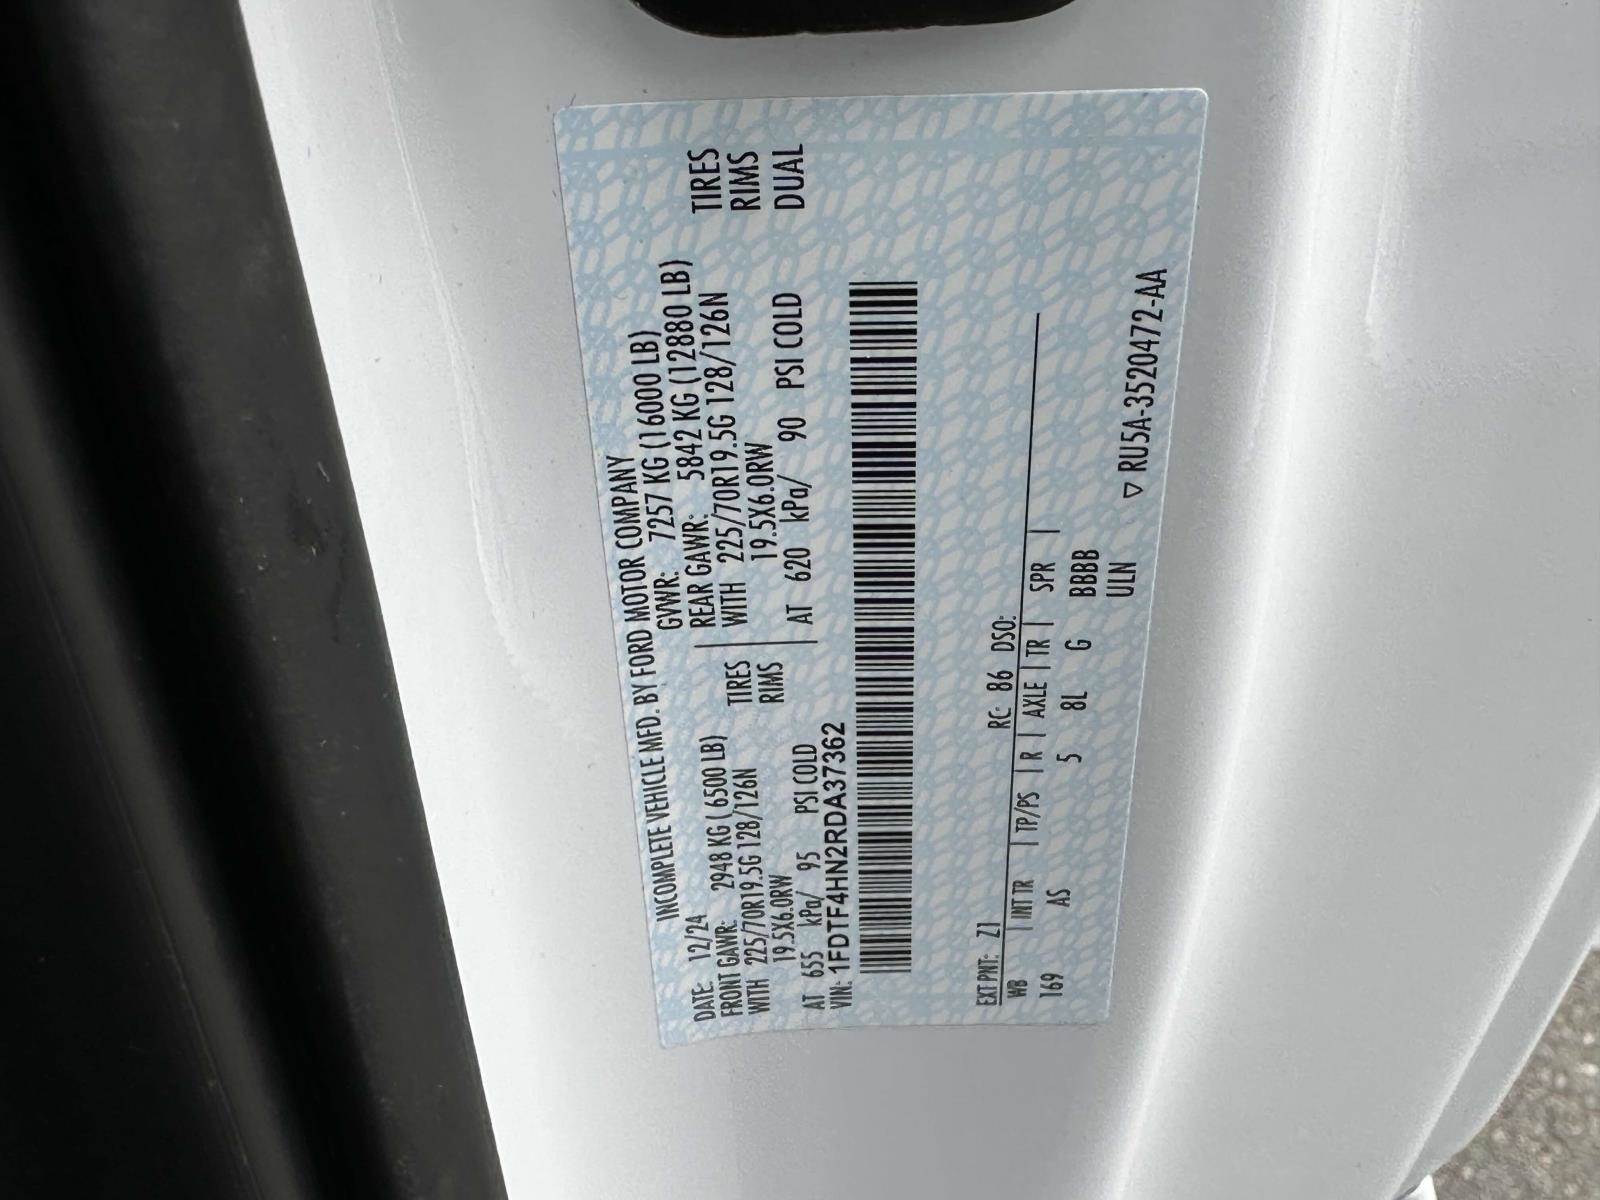 INCOMPLETE VEHICLE MFD. BY FORD MOTOR COMPANY
DATE: 12/24 GVWR: 7257 KG (16000 LB)
FRONT GAWR: 2948 KG ( 6500 LB) REAR GAWR: 5842 KG (12880 LB)
WITH 225/70R19.5G 128/126N TIRES WITH 225/70R19.5G 128/126N TIRES
19.5X6.0RW RIMS 19.5X6.0RW RIMS
AT 655 kPa/ 95 PSI COLD AT 620 kPa/ 90 PSI COLD DUAL
VIN: 1FDTF4HN2RDA37362
EXT PNT: Z1 RC: 86 DSO:
WB | INT TR | TP/PS | R | AXLE | TR | SPR |
169 AS 5 8L G BBBB
ULN
▽ RU5A-3520472-AA